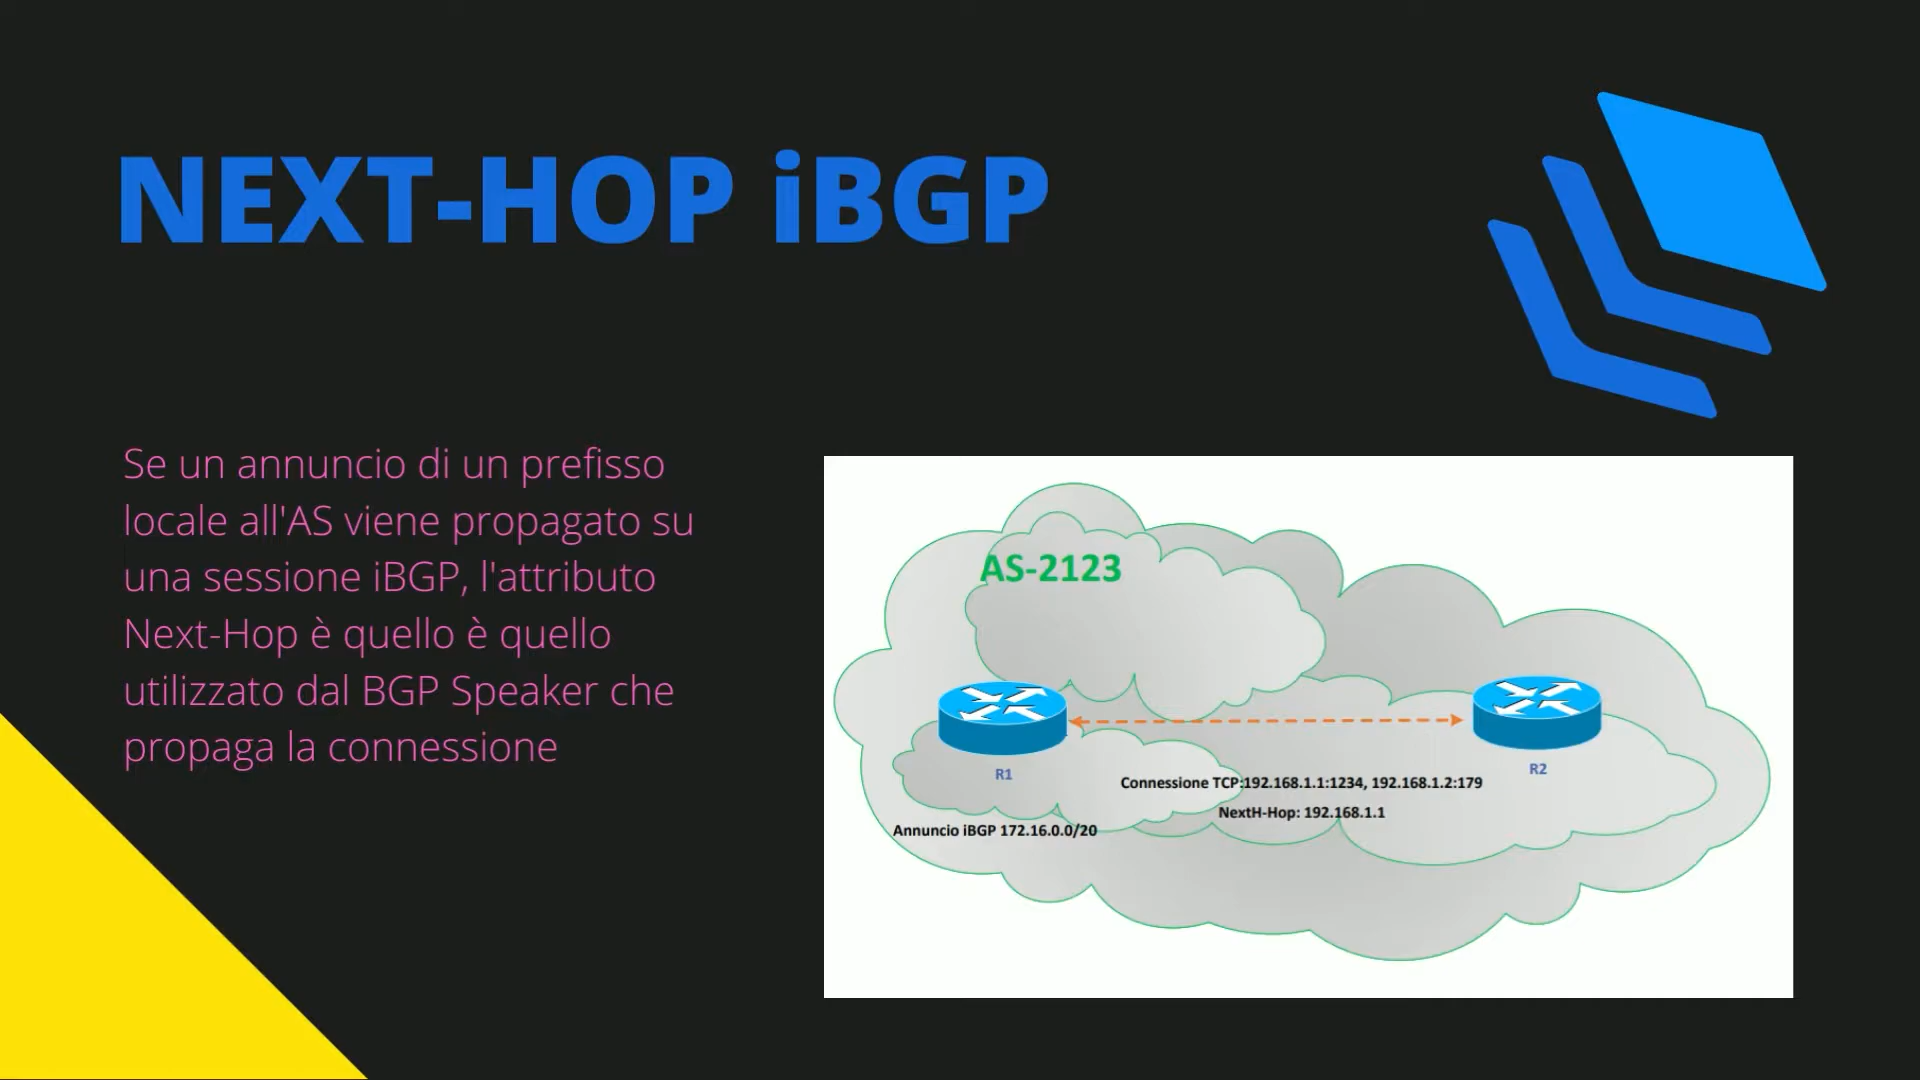 NEXT-HOP iBGP
Se un annuncio di un prefisso
locale all'AS viene propagato su
una sessione iBGP, l'attributo
Next-Hop è quello è quello
utilizzato dal BGP Speaker che
propaga la connessione
AS-2123
R1
R2
Connessione TCP:192.168.1.1:1234, 192.168.1.2:179
NextH-Hop: 192.168.1.1
Annuncio iBGP 172.16.0.0/20